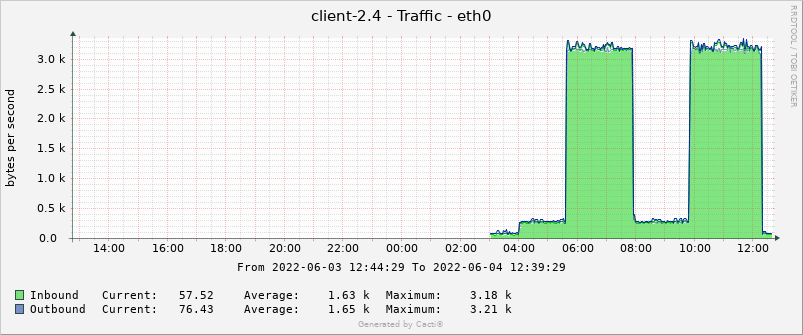 client-2.4 - Traffic - eth0
RRDTOOL / TOBI OETIKER
bytes per second
3.0 k
2.5 k
2.0 k
1.5 k
1.0 k
0.5 k
0.0
14:00 16:00 18:00 20:00 22:00 00:00 02:00 04:00 06:00 08:00 10:00 12:00
From 2022-06-03 12:44:29 To 2022-06-04 12:39:29
Inbound Current: 57.52 Average: 1.63 k Maximum: 3.18 k
Outbound Current: 76.43 Average: 1.65 k Maximum: 3.21 k
Generated by Cacti®